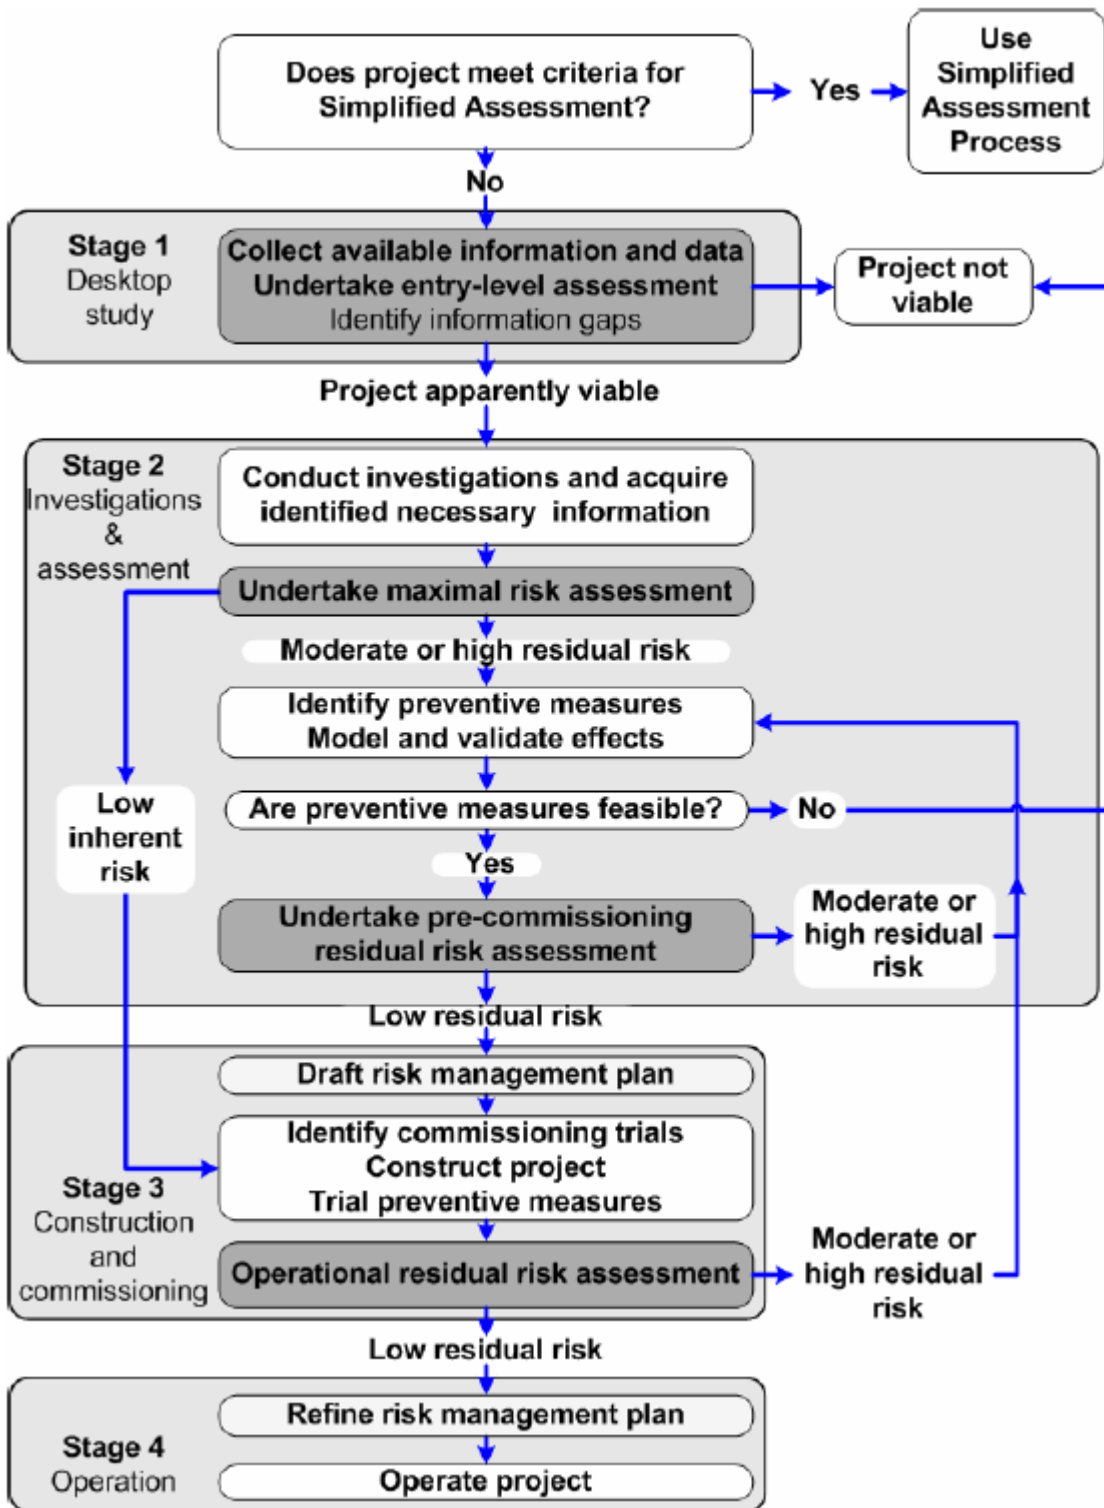 Does project meet criteria for
Simplified Assessment?
Yes
Use
Simplified
Assessment
Process
No
Stage 1
Desktop
study
Collect available information and data
Undertake entry-level assessment
Identify information gaps
Project not
viable
Project apparently viable
Stage 2
Investigations
&
assessment
Conduct investigations and acquire
identified necessary information
Undertake maximal risk assessment
Moderate or high residual risk
Identify preventive measures
Model and validate effects
Low
inherent
risk
Are preventive measures feasible?
No
Yes
Undertake pre-commissioning
residual risk assessment
Moderate or
high residual
risk
Low residual risk
Draft risk management plan
Identify commissioning trials
Construct project
Trial preventive measures
Stage 3
Construction
and
commissioning
Operational residual risk assessment
Moderate or
high residual
risk
Low residual risk
Stage 4
Operation
Refine risk management plan
Operate project